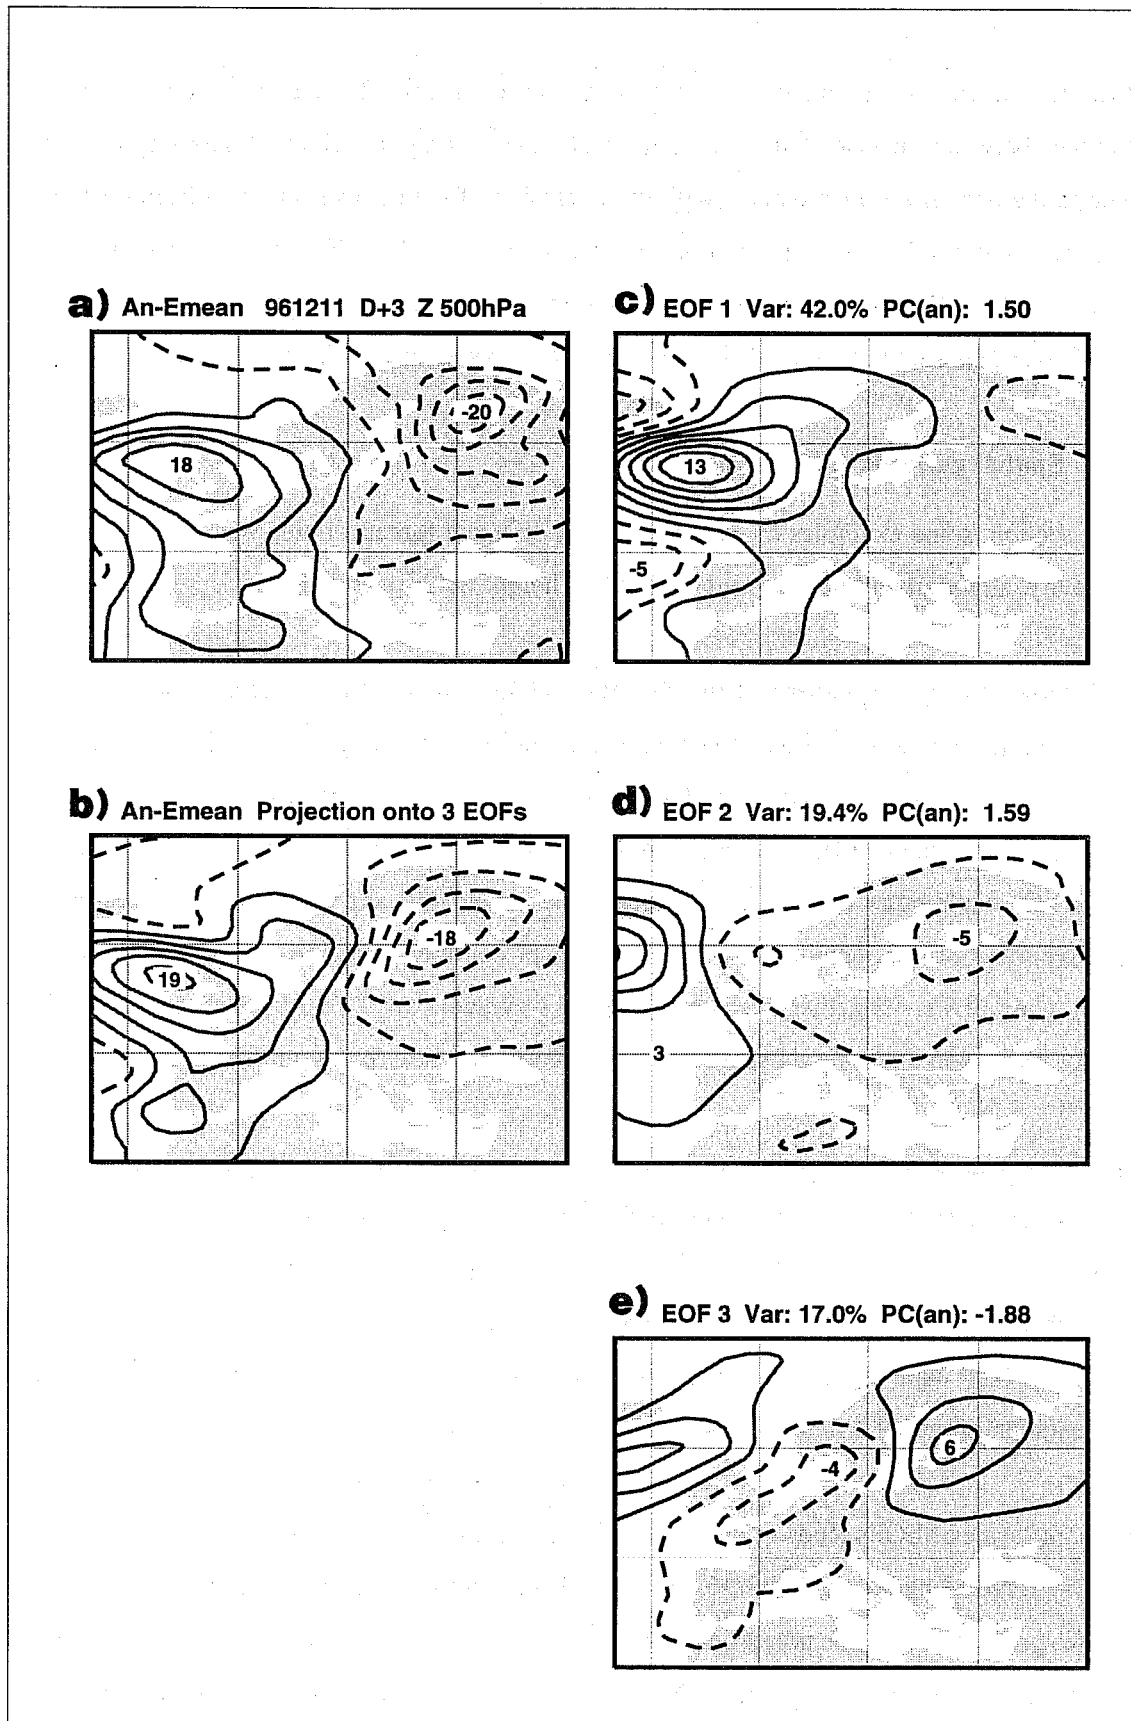 a) An-Emean 961211 D+3 Z 500hPa
18
-20
b) An-Emean Projection onto 3 EOFs
19
-18
c) EOF 1 Var: 42.0% PC(an): 1.50
13
-5
d) EOF 2 Var: 19.4% PC(an): 1.59
3
-5
e) EOF 3 Var: 17.0% PC(an): -1.88
-4
6